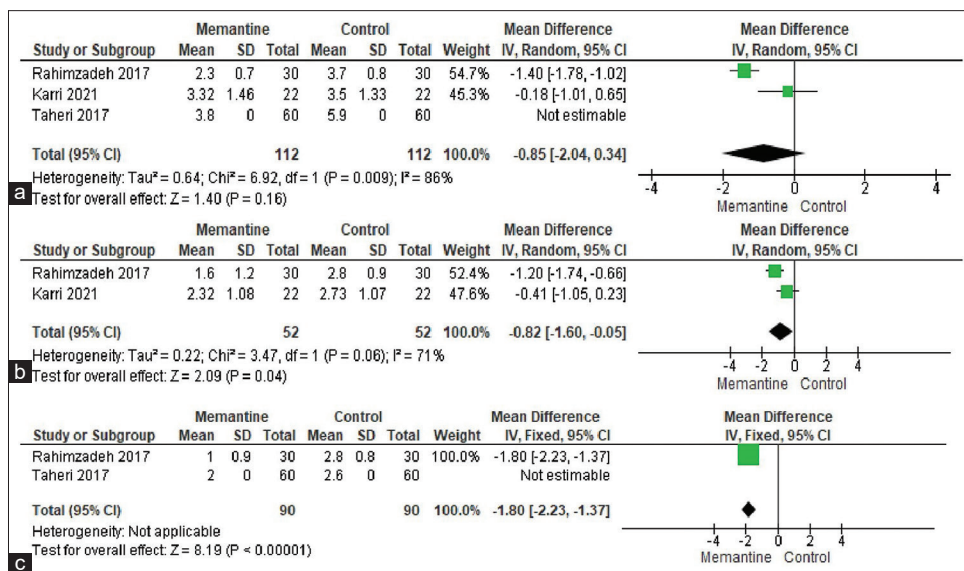 Memantine Control Mean Difference Mean Difference
Study or Subgroup Mean SD Total Mean SD Total Weight IV, Random, 95% CI IV, Random, 95% CI
Rahimzadeh 2017 2.3 0.7 30 3.7 0.8 30 54.7% -1.40 [-1.78, -1.02]
Karri 2021 3.32 1.46 22 3.5 1.33 22 45.3% -0.18 [-1.01, 0.65]
Taheri 2017 3.8 0 60 5.9 0 60 Not estimable
Total (95% CI) 112 112 100.0% -0.85 [-2.04, 0.34]
Heterogeneity: Tau² = 0.64; Chi² = 6.92, df = 1 (P = 0.009); I² = 86%
Test for overall effect: Z = 1.40 (P = 0.16)
-4 -2 0 2 4
Memantine Control
a
Memantine Control Mean Difference Mean Difference
Study or Subgroup Mean SD Total Mean SD Total Weight IV, Random, 95% CI IV, Random, 95% CI
Rahimzadeh 2017 1.6 1.2 30 2.8 0.9 30 52.4% -1.20 [-1.74, -0.66]
Karri 2021 2.32 1.08 22 2.73 1.07 22 47.6% -0.41 [-1.05, 0.23]
Total (95% CI) 52 52 100.0% -0.82 [-1.60, -0.05]
Heterogeneity: Tau² = 0.22; Chi² = 3.47, df = 1 (P = 0.06); I² = 71%
Test for overall effect: Z = 2.09 (P = 0.04)
-4 -2 0 2 4
Memantine Control
b
Memantine Control Mean Difference Mean Difference
Study or Subgroup Mean SD Total Mean SD Total Weight IV, Fixed, 95% CI IV, Fixed, 95% CI
Rahimzadeh 2017 1 0.9 30 2.8 0.8 30 100.0% -1.80 [-2.23, -1.37]
Taheri 2017 2 0 60 2.6 0 60 Not estimable
Total (95% CI) 90 90 100.0% -1.80 [-2.23, -1.37]
Heterogeneity: Not applicable
Test for overall effect: Z = 8.19 (P < 0.00001)
-4 -2 0 2 4
Memantine Control
c